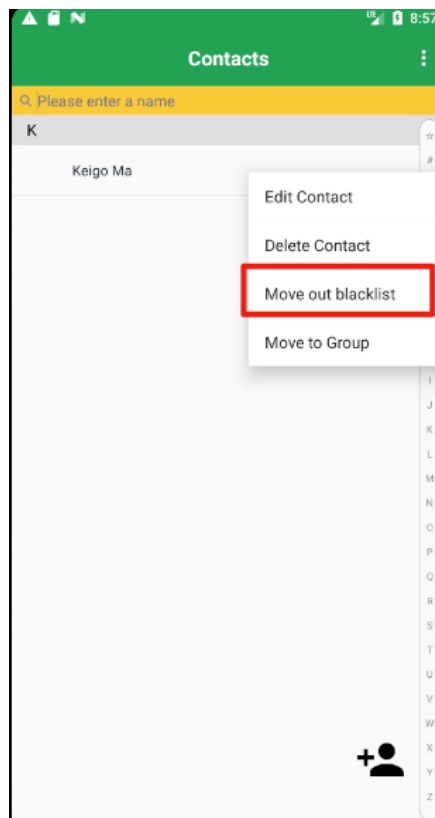 8:57
Contacts
Please enter a name
K
Keigo Ma
Edit Contact
Delete Contact
Move out blacklist
Move to Group
#
I
J
K
L
M
N
O
P
Q
R
S
T
U
V
W
X
Y
Z